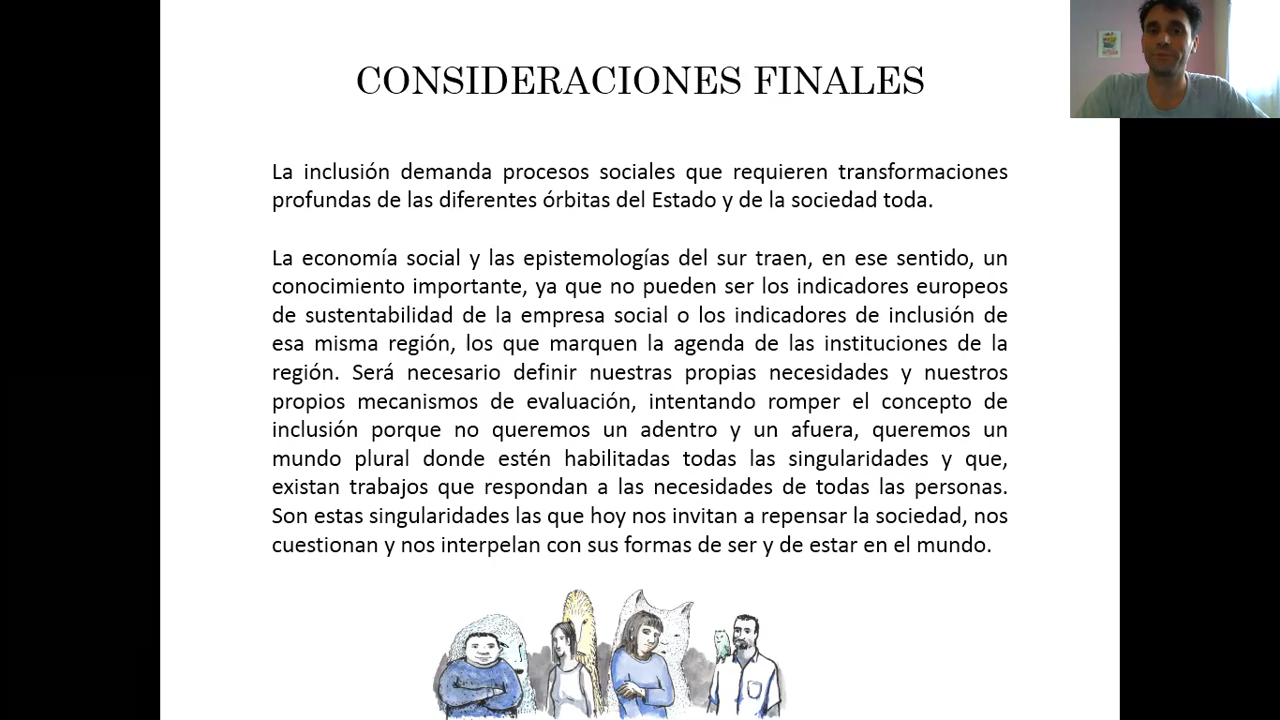 CONSIDERACIONES FINALES
La inclusión demanda procesos sociales que requieren transformaciones
profundas de las diferentes órbitas del Estado y de la sociedad toda.
La economía social y las epistemologías del sur traen, en ese sentido, un
conocimiento importante, ya que no pueden ser los indicadores europeos
de sustentabilidad de la empresa social o los indicadores de inclusión de
esa misma región, los que marquen la agenda de las instituciones de la
región. Será necesario definir nuestras propias necesidades y nuestros
propios mecanismos de evaluación, intentando romper el concepto de
inclusión porque no queremos un adentro y un afuera, queremos un
mundo plural donde estén habilitadas todas las singularidades y que,
existan trabajos que respondan a las necesidades de todas las personas.
Son estas singularidades las que hoy nos invitan a repensar la sociedad, nos
cuestionan y nos interpelan con sus formas de ser y de estar en el mundo.